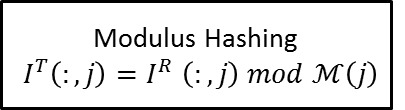 Modulus Hashing
I^T(:,j) = I^R (:,j) mod ℳ(j)